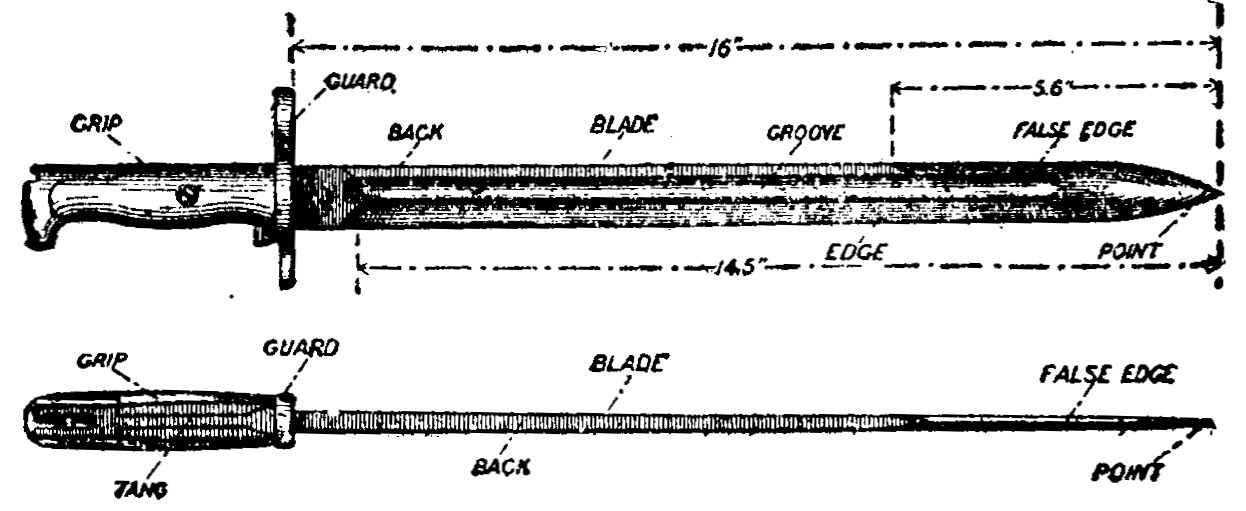 16"
GUARD
5.6"
GRIP
BACK
BLADE
GROOVE
FALSE EDGE
EDGE
POINT
14.5"
GRIP
GUARD
BLADE
FALSE EDGE
BACK
POINT
TANG